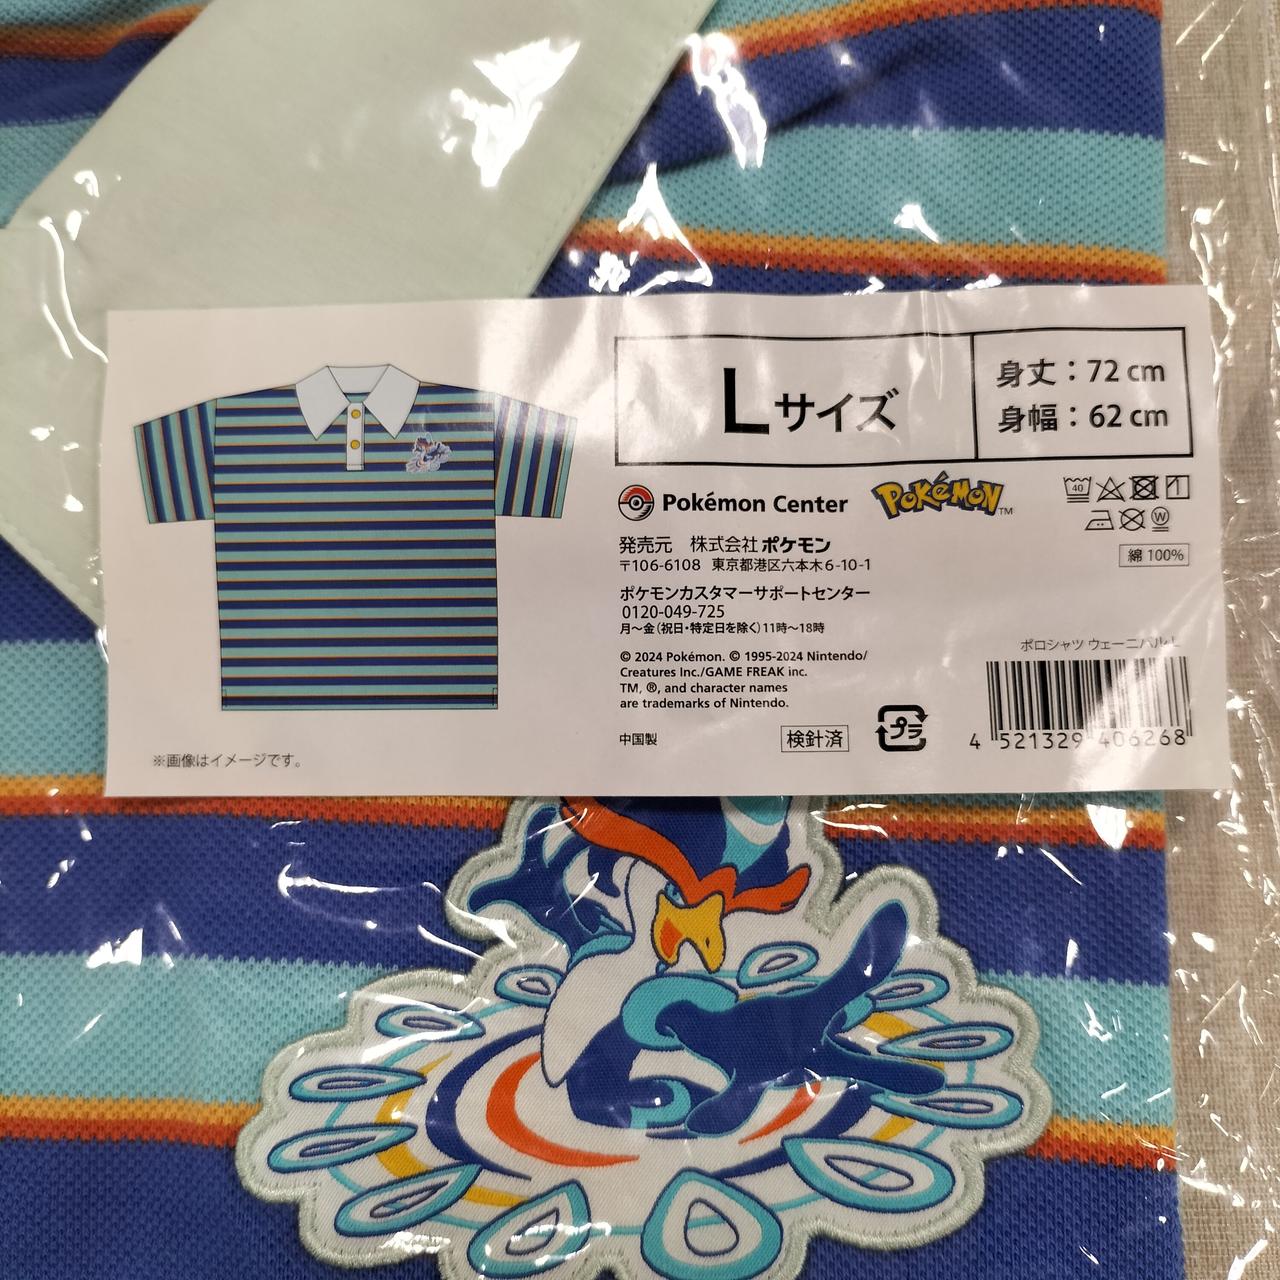 Lサイズ
身丈：72 cm
身幅：62 cm
Pokémon Center
POKéMON™
40
W
発売元 株式会社ポケモン
〒106-6108 東京都港区六本木6-10-1
綿 100%
ポケモンカスタマーサポートセンター
0120-049-725
月～金(祝日・特定日を除く)11時～18時
© 2024 Pokémon. © 1995-2024 Nintendo/
Creatures Inc./GAME FREAK inc.
TM, ®, and character names
are trademarks of Nintendo.
ポロシャツ ウェーニバル L
4 521329 406268
中国製
検針済
プラ
※画像はイメージです。